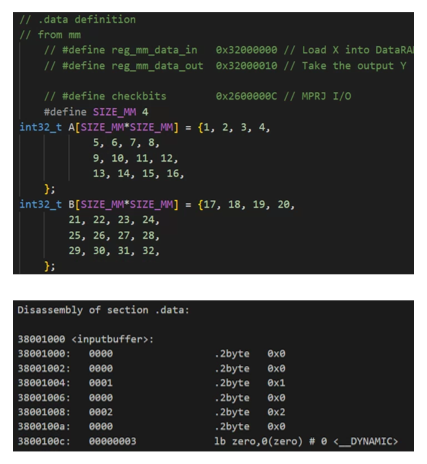 // .data definition
// from mm
// #define reg_mm_data_in 0x32000000 // Load X into DataRA
// #define reg_mm_data_out 0x32000010 // Take the output Y
// #define checkbits 0x2600000C // MPRJ I/O
#define SIZE_MM 4
int32_t A[SIZE_MM*SIZE_MM] = {1, 2, 3, 4,
5, 6, 7, 8,
9, 10, 11, 12,
13, 14, 15, 16,
};
int32_t B[SIZE_MM*SIZE_MM] = {17, 18, 19, 20,
21, 22, 23, 24,
25, 26, 27, 28,
29, 30, 31, 32,
};
Disassembly of section .data:
38001000 <inputbuffer>:
38001000: 0000 .2byte 0x0
38001002: 0000 .2byte 0x0
38001004: 0001 .2byte 0x1
38001006: 0000 .2byte 0x0
38001008: 0002 .2byte 0x2
3800100a: 0000 .2byte 0x0
3800100c: 00000003 lb zero,0(zero) # 0 <__DYNAMIC>